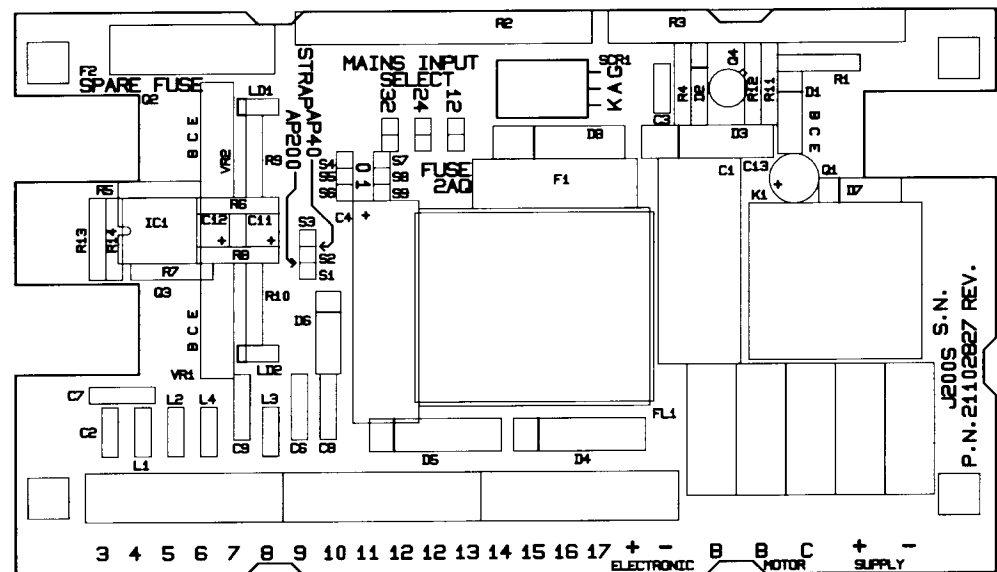 R2
R3
F2
SPARE FUSE
MAINS INPUT
SELECT
32
24
12
STRAP
AP40
AP200
SCR1
KAG
C3
R4
D2
Q4
R12
R11
D1
R1
B C E
Q2
LD1
B C E
VR2
R9
S4
S5
S6
0 1
S7
S8
S9
FUSE
2AQ
D8
D3
F1
C1
C13
Q1
D7
K1
R5
R6
IC1
C12
C11
+
+
R13
R14
R8
R7
Q3
R10
C4
+
+
S3
S2
S1
D6
B C E
VR1
LD2
C7
C2
L1
L2
L4
C9
L3
C6
C8
D5
D4
FL1
J200S S.N.
P.N.21102827 REV.
3 4 5 6 7 8 9 10 11 12 12 13 14 15 16 17 + - B B C + -
ELECTRONIC MOTOR SUPPLY